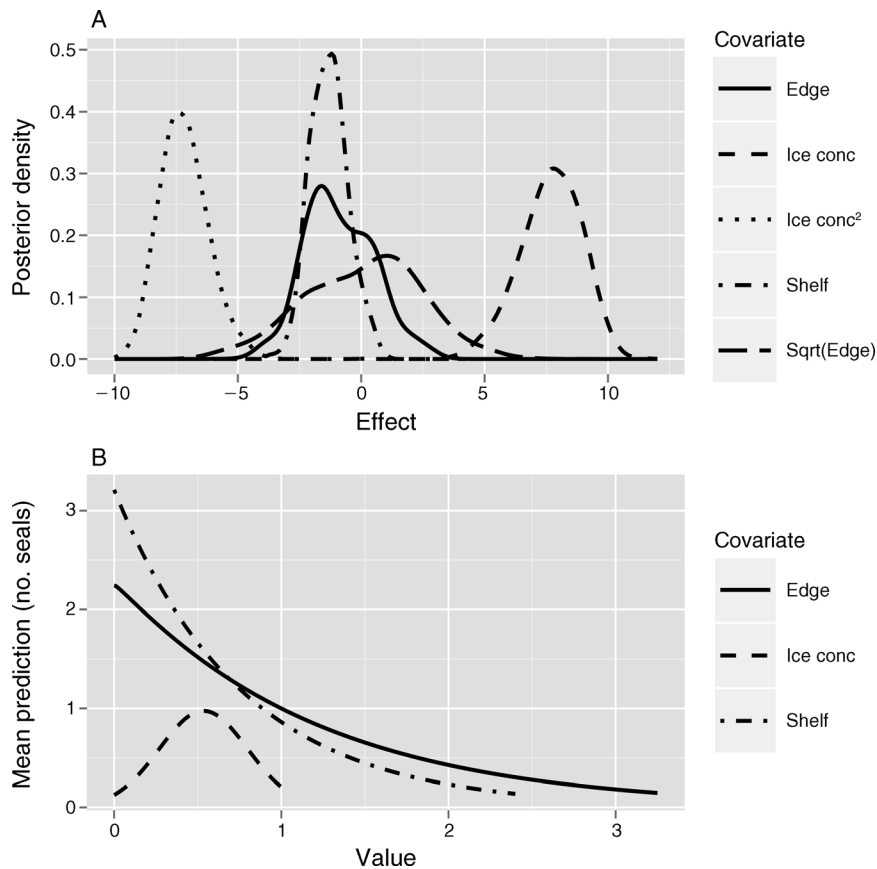 A
Posterior density
0.5
0.4
0.3
0.2
0.1
0.0
−10
−5
0
5
10
Effect
Covariate
Edge
Ice conc
Ice conc²
Shelf
Sqrt(Edge)
B
Mean prediction (no. seals)
3
2
1
0
0
1
2
3
Value
Covariate
Edge
Ice conc
Shelf